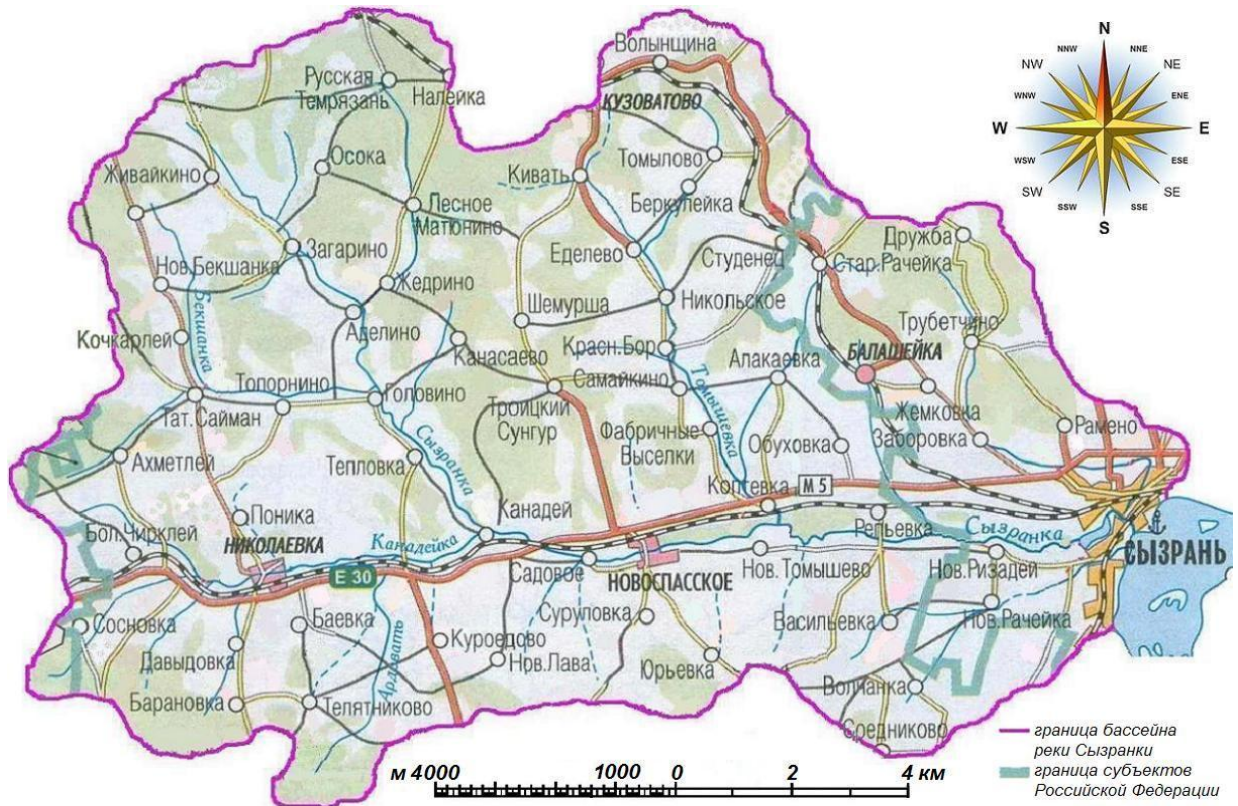 Волынщина
Русская
Темрязань
Налейка
КУЗОВАТОВО
Осока
Томылово
Живайкино
Кивать
Лесное
Матюнино
Беркулейка
Загарино
Еделево
Студенец
Дружба
Стар.Рачейка
Нов.Бекшанка
Бекшанка
Жедрино
Шемурша
Никольское
Аделино
Трубетчино
Кочкарлей
Канасаево
Красн.Бор
Алакаевка
БАЛАШЕЙКА
Топорнино
Головино
Самайкино
Томышевка
Тат.Сайман
Троицкий
Сунгур
Жемковка
Фабричные
Выселки
Обуховка
Заборовка
Рамено
Сызранка
Ахметлей
Тепловка
Коптевка
М 5
Поника
Канадей
Репьевка
Сызранка
Бол.Чирклей
НИКОЛАЕВКА
Канадейка
СЫЗРАНЬ
Е 30
Садовое
НОВОСПАССКОЕ
Нов.Томышево
Нов.Ризадей
Сосновка
Баевка
Суруловка
Васильевка
Нов.Рачейка
Куроедово
Давыдовка
Ардовать
Нов.Лава
Юрьевка
Волчанка
Барановка
Телятниково
Средниково
N
NNW
NNE
NW
NE
WNW
ENE
W
E
WSW
ESE
SW
SE
SSW
SSE
S
граница бассейна
реки Сызранки
граница субъектов
Российской Федерации
м 4000 1000 0 2 4 км